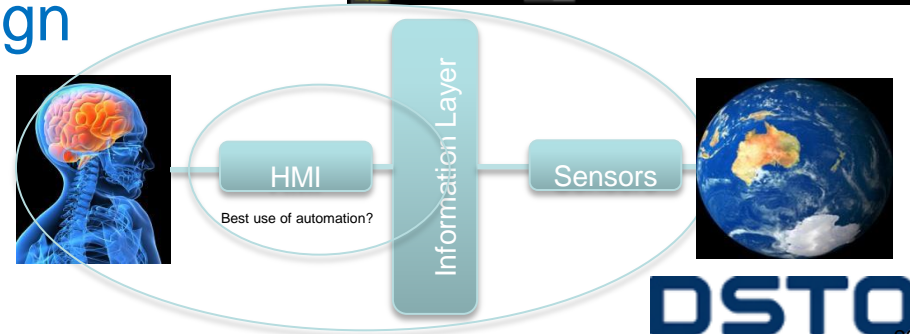 gn
HMI
Best use of automation?
Information Layer
Sensors
DSTO